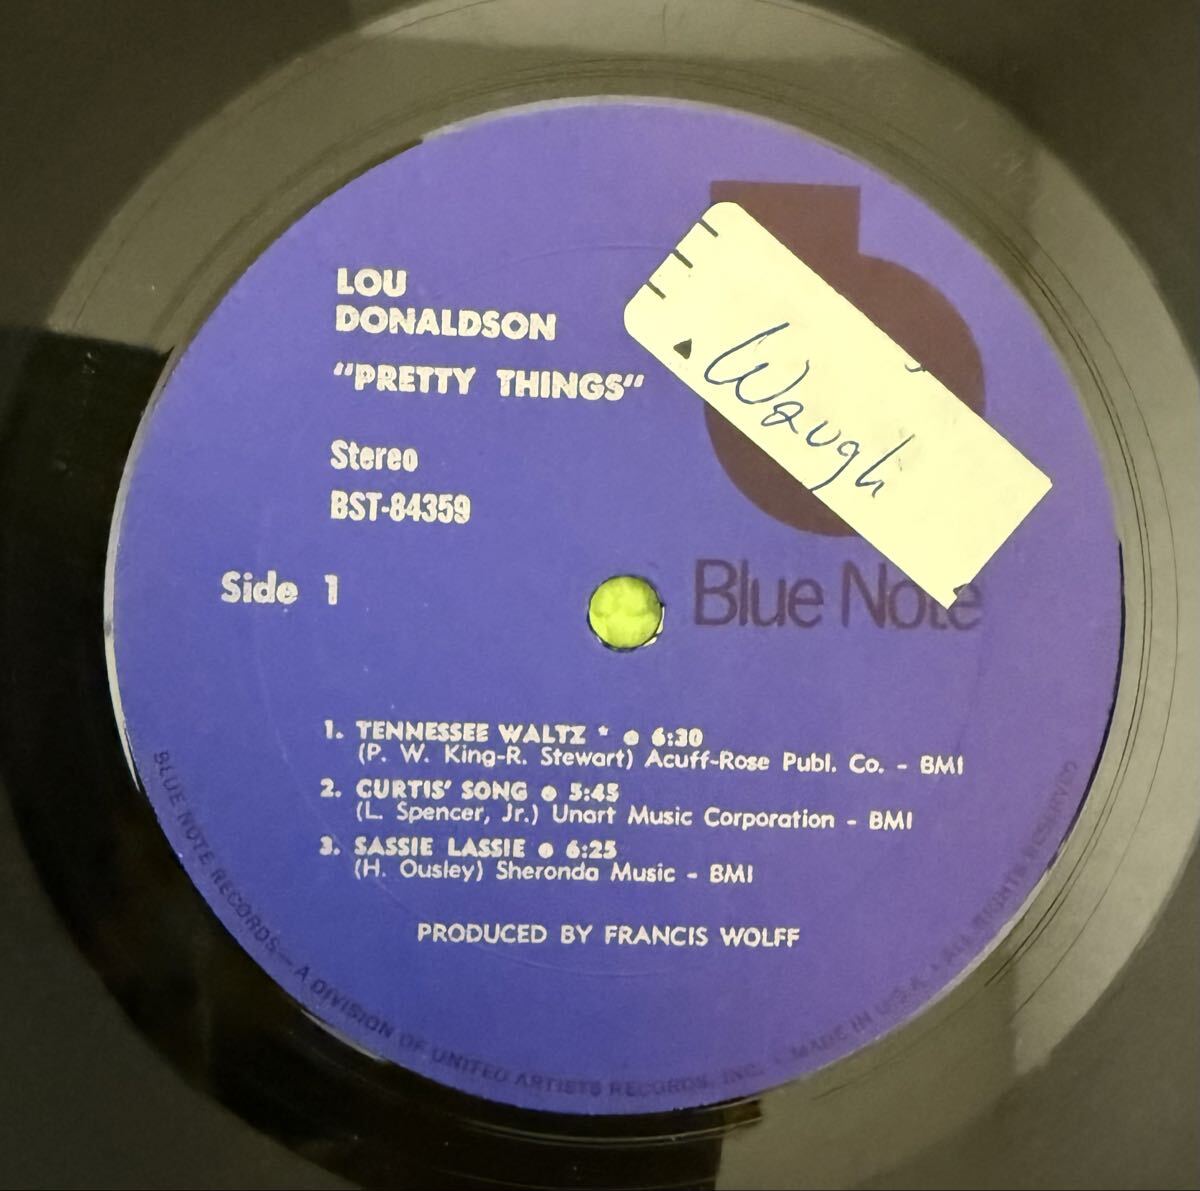 LOU
DONALDSON
"PRETTY THINGS"
Stereo
BST-84359
Side 1
Waugh
Blue Note
1. TENNESSEE WALTZ * ● 6:30
(P. W. King-R. Stewart) Acuff-Rose Publ. Co. - BMI
2. CURTIS' SONG ● 5:45
(L. Spencer, Jr.) Unart Music Corporation - BMI
3. SASSIE LASSIE ● 6:25
(H. Ousley) Sheronda Music - BMI
PRODUCED BY FRANCIS WOLFF
BLUE NOTE RECORDS—A DIVISION OF UNITED ARTISTS RECORDS, INC. • MADE IN U.S.A. • ALL RIGHTS RESERVED